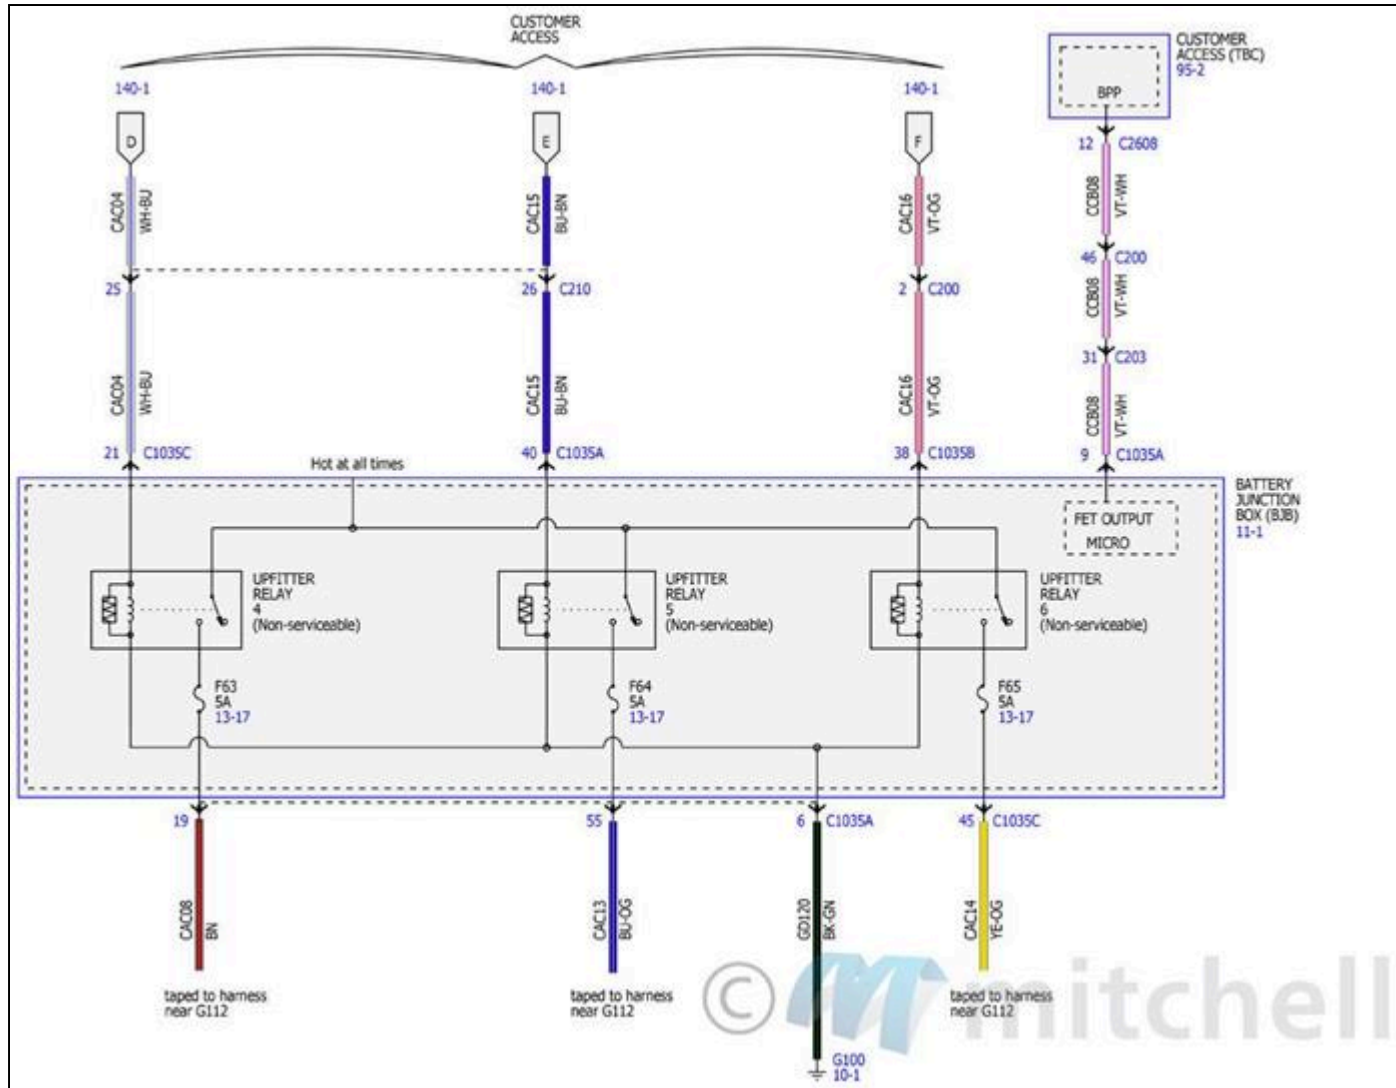 CUSTOMER
ACCESS
CUSTOMER
ACCESS (TBC)
95-2
140-1
140-1
140-1
BPP
D
E
F
12 C2608
CAC04
WH-BU
CAC15
BU-BN
CAC16
VT-OG
CCB08
VT-WH
46 C200
25
26 C210
2 C200
CCB08
VT-WH
31 C203
CAC04
WH-BU
CAC15
BU-BN
CAC16
VT-OG
CCB08
VT-WH
21 C1035C
Hot at all times
40 C1035A
38 C1035B
9 C1035A
BATTERY
JUNCTION
BOX (BJB)
11-1
FET OUTPUT
MICRO
UPFITTER
RELAY
4
(Non-serviceable)
UPFITTER
RELAY
5
(Non-serviceable)
UPFITTER
RELAY
6
(Non-serviceable)
F63
5A
13-17
F64
5A
13-17
F65
5A
13-17
19
55
6 C1035A
45 C1035C
CAC08
BN
CAC13
BU-OG
GD120
BK-GN
CAC14
YE-OG
taped to harness
near G112
taped to harness
near G112
taped to harness
near G112
© mitchell
G100
10-1